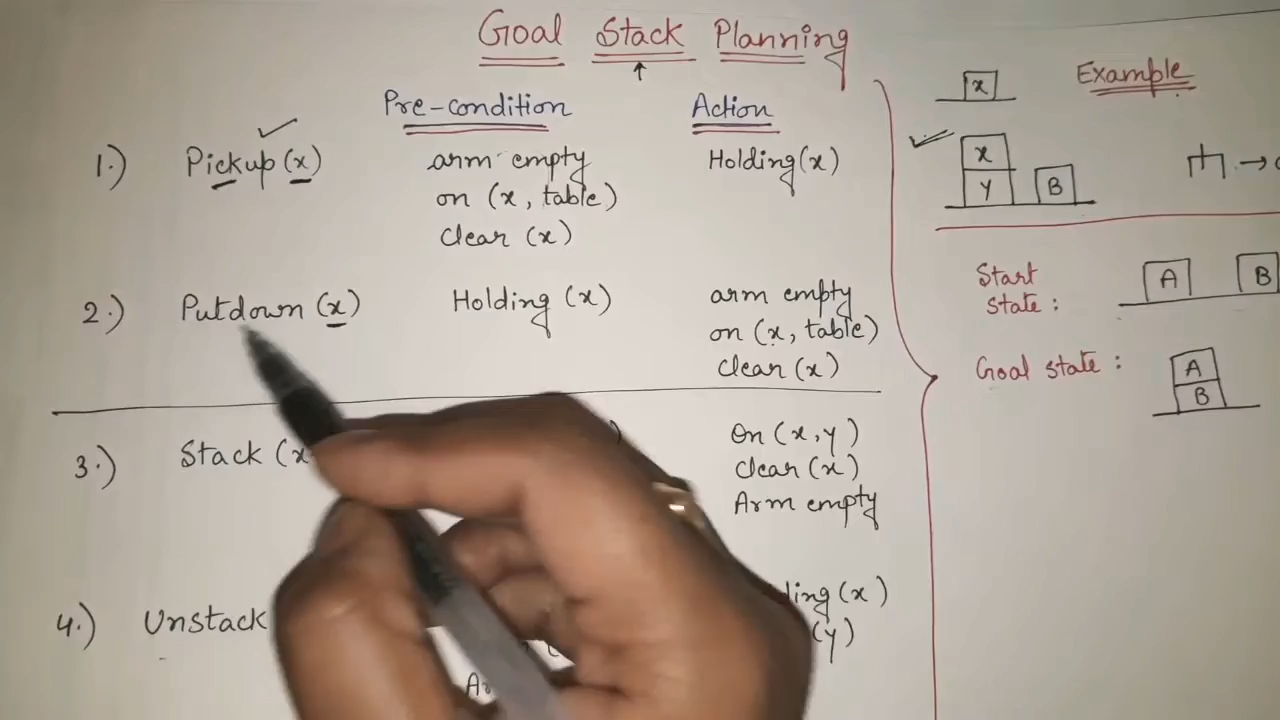 Goal Stack Planning
Pre-condition Action
1.) Pickup (x) arm empty Holding(x)
on (x, table)
clear (x)
2.) Putdown (x) Holding (x) arm empty
on (x, table)
clear (x)
3.) Stack (x On (x,y)
clear (x)
Arm empty
4.) Unstack ding (x)
(y)
Example
x
x
y B
Start
state : A B
Goal state : A
B